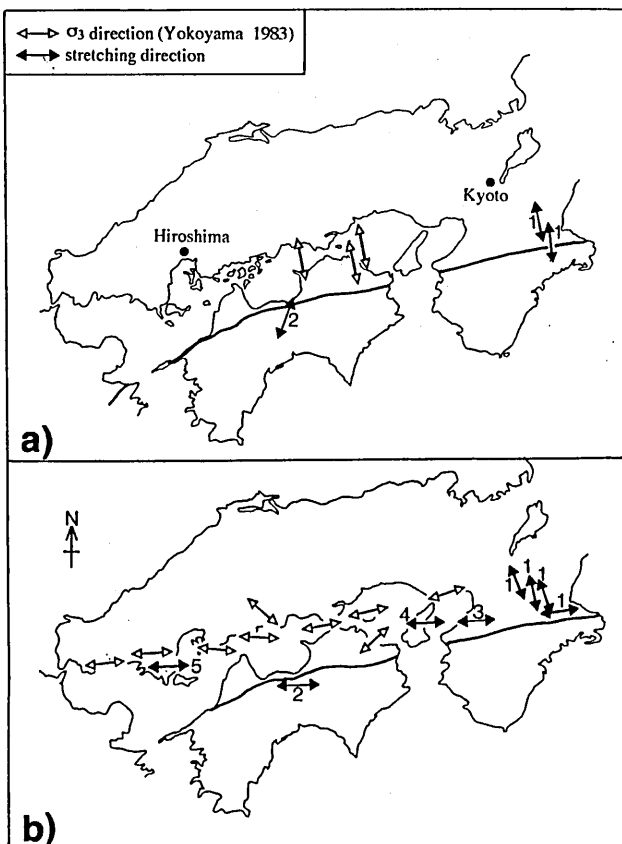 σ3 direction (Yokoyama 1983)
stretching direction
Kyoto
1
1
Hiroshima
2
a)
N
1
1
1
1
4
3
5
2
b)